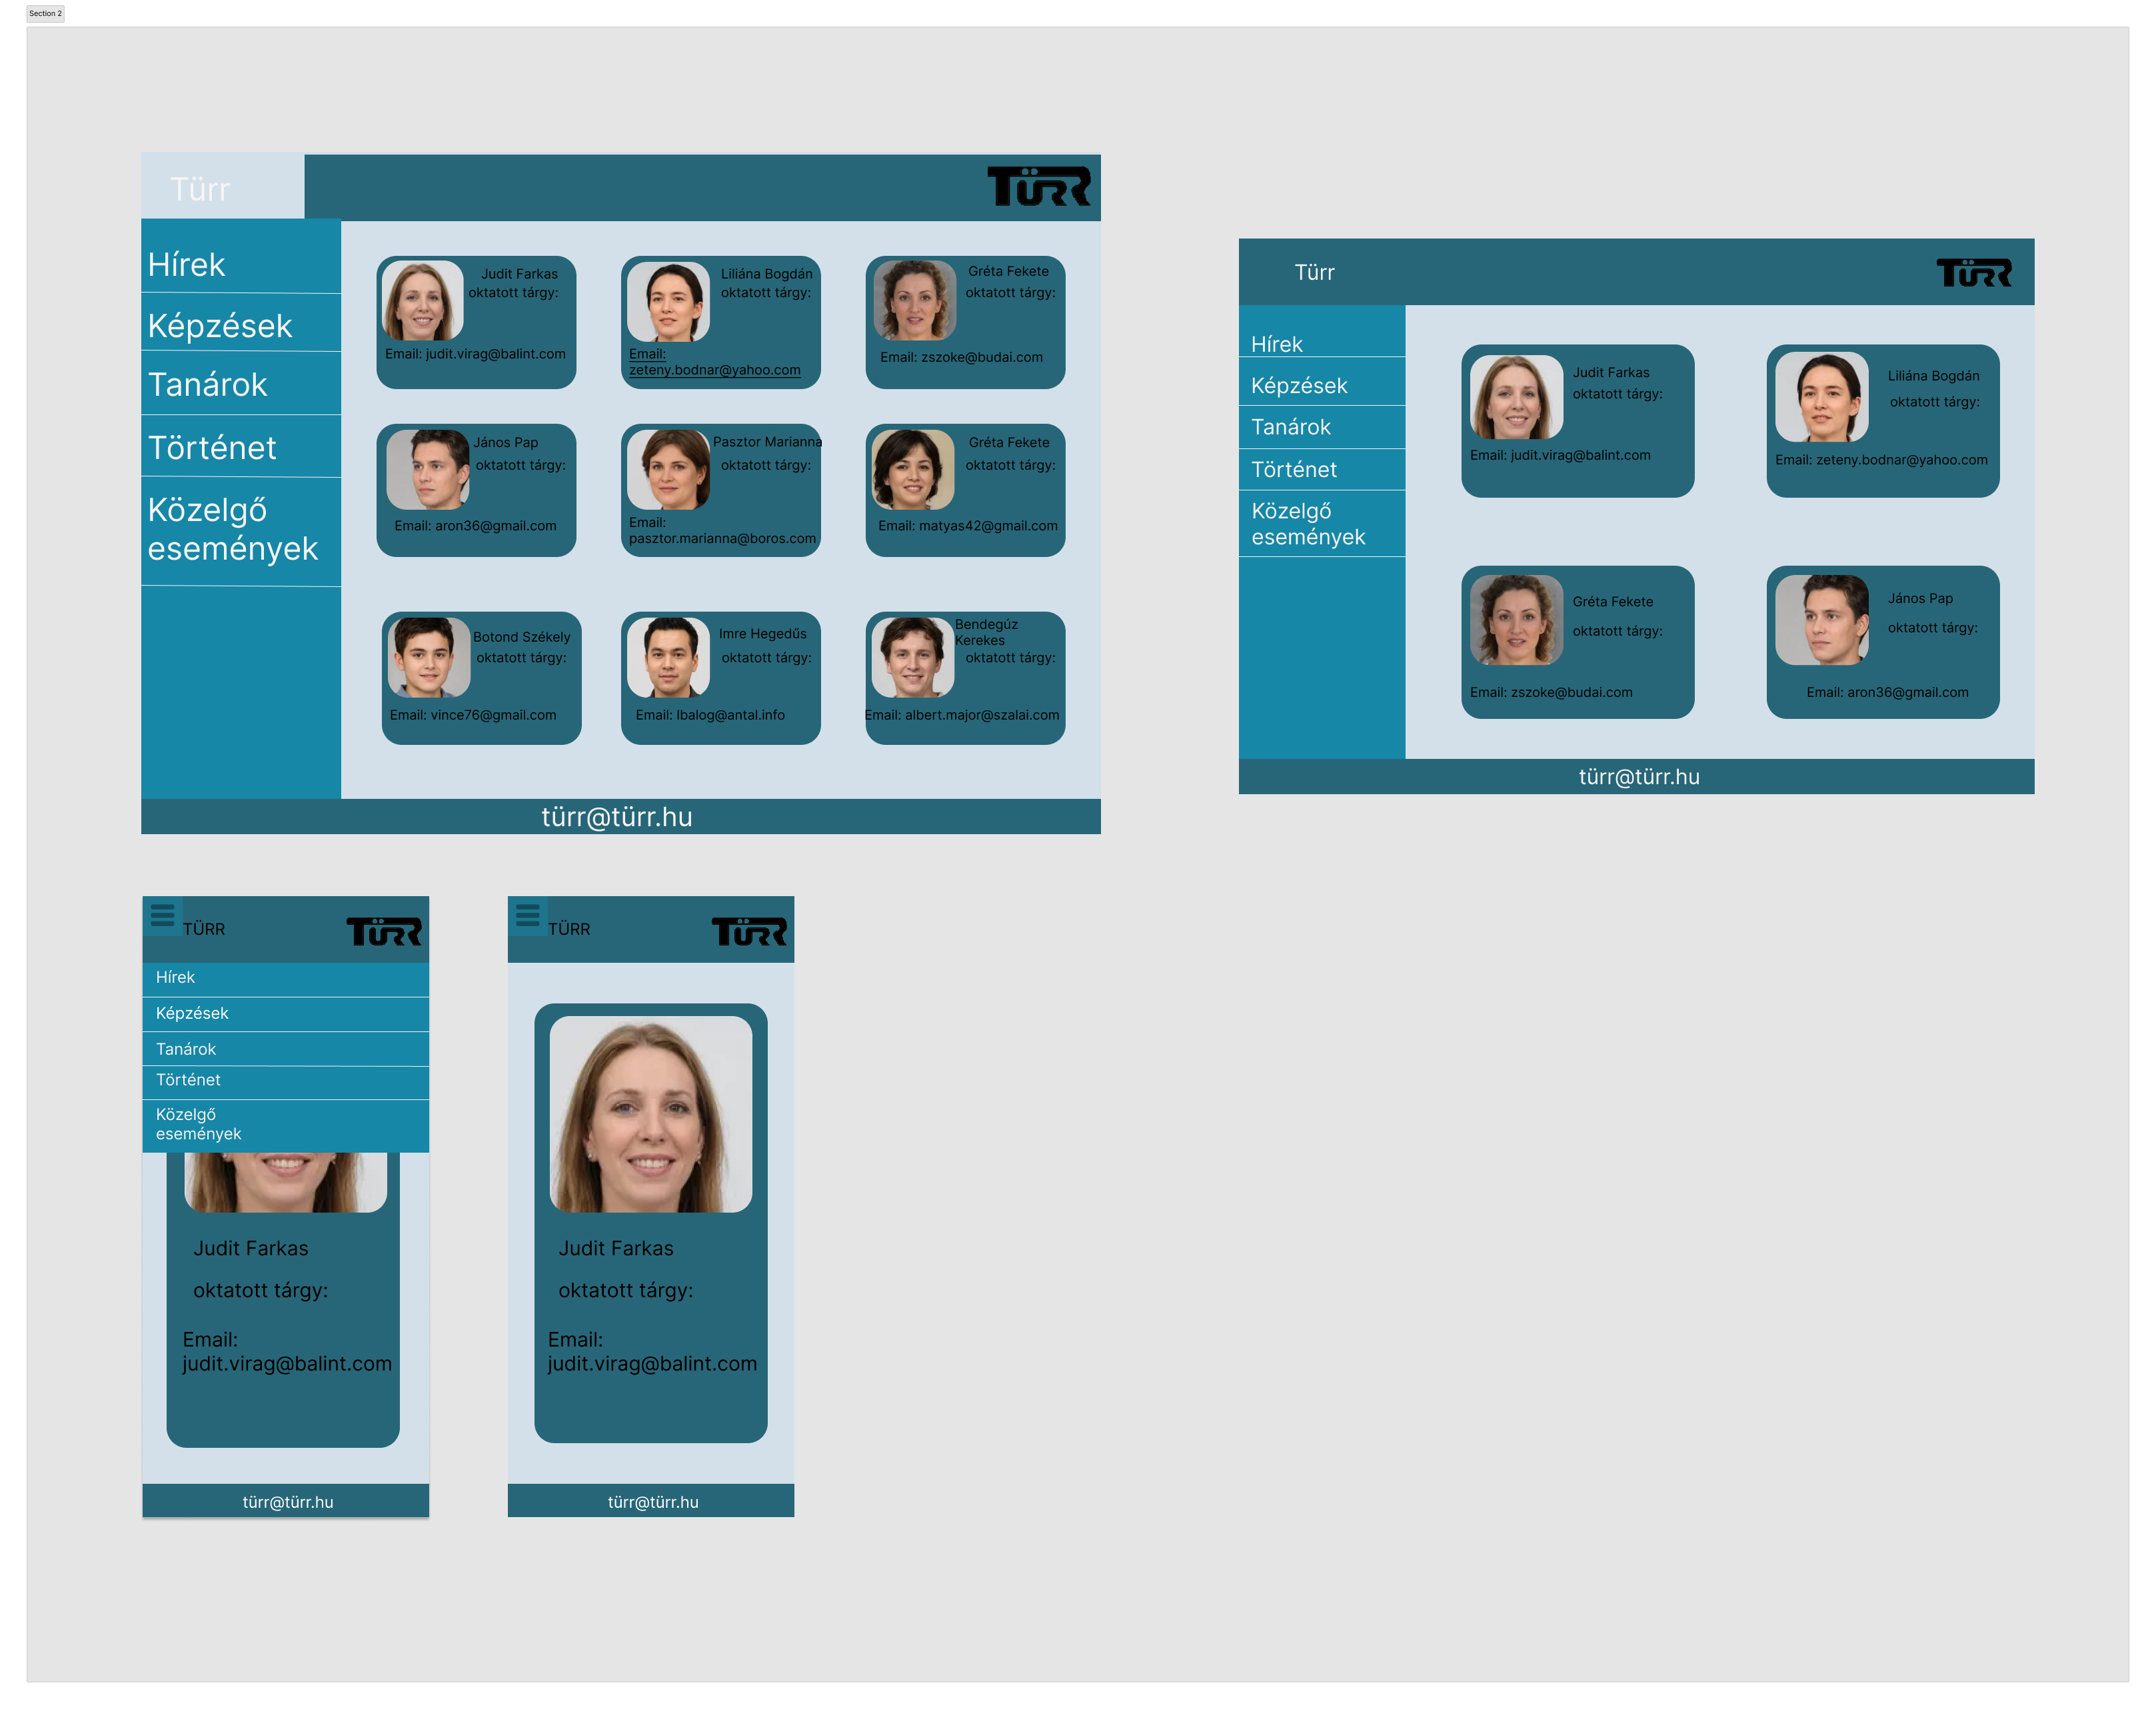 Section 2
Türr
TÜRR
Hírek
Képzések
Tanárok
Történet
Közelgő
események
Judit Farkas
oktatott tárgy:
Email: judit.virag@balint.com
Liliána Bogdán
oktatott tárgy:
Email:
zeteny.bodnar@yahoo.com
Gréta Fekete
oktatott tárgy:
Email: zszoke@budai.com
János Pap
oktatott tárgy:
Email: aron36@gmail.com
Pasztor Marianna
oktatott tárgy:
Email:
pasztor.marianna@boros.com
Gréta Fekete
oktatott tárgy:
Email: matyas42@gmail.com
Botond Székely
oktatott tárgy:
Email: vince76@gmail.com
Imre Hegedűs
oktatott tárgy:
Email: lbalog@antal.info
Bendegúz
Kerekes
oktatott tárgy:
Email: albert.major@szalai.com
türr@türr.hu
Türr
TÜRR
Hírek
Képzések
Tanárok
Történet
Közelgő
események
Judit Farkas
oktatott tárgy:
Email: judit.virag@balint.com
Liliána Bogdán
oktatott tárgy:
Email: zeteny.bodnar@yahoo.com
Gréta Fekete
oktatott tárgy:
Email: zszoke@budai.com
János Pap
oktatott tárgy:
Email: aron36@gmail.com
türr@türr.hu
TÜRR
TÜRR
Hírek
Képzések
Tanárok
Történet
Közelgő
események
Judit Farkas
oktatott tárgy:
Email:
judit.virag@balint.com
türr@türr.hu
TÜRR
TÜRR
Judit Farkas
oktatott tárgy:
Email:
judit.virag@balint.com
türr@türr.hu